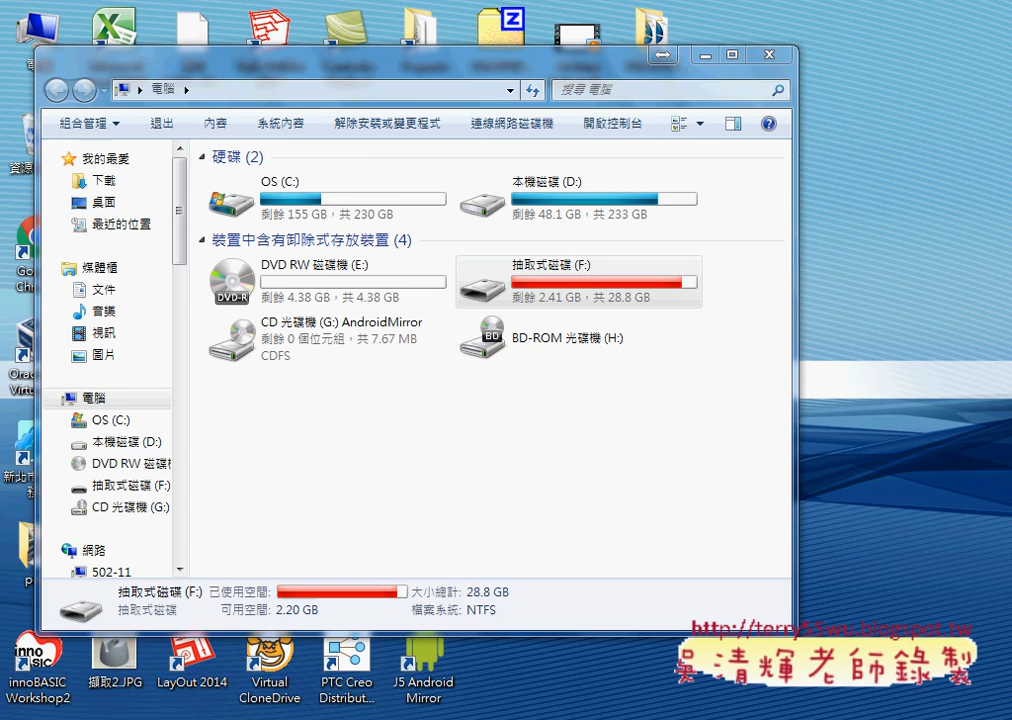 電腦
搜尋 電腦
組合管理
退出
內容
系統內容
解除安裝或變更程式
連線網路磁碟機
開啟控制台
我的最愛
下載
桌面
最近的位置
媒體櫃
文件
音樂
視訊
圖片
電腦
OS (C:)
本機磁碟 (D:)
DVD RW 磁碟機
抽取式磁碟 (F:)
CD 光碟機 (G:)
網路
502-11
硬碟 (2)
OS (C:)
剩餘 155 GB，共 230 GB
本機磁碟 (D:)
剩餘 48.1 GB，共 233 GB
裝置中含有卸除式存放裝置 (4)
DVD RW 磁碟機 (E:)
DVD-R
剩餘 4.38 GB，共 4.38 GB
抽取式磁碟 (F:)
剩餘 2.41 GB，共 28.8 GB
CD 光碟機 (G:) AndroidMirror
剩餘 0 個位元組，共 7.67 MB
CDFS
BD
BD-ROM 光碟機 (H:)
抽取式磁碟 (F:) 已使用空間:
大小總計: 28.8 GB
抽取式磁碟
可用空間: 2.20 GB
檔案系統: NTFS
http://terry55wu.blogspot.tw
吳清輝老師錄製
inno
BASIC
innoBASIC
Workshop2
擷取2.JPG
LayOut 2014
Virtual
CloneDrive
PTC Creo
Distribut...
J5 Android
Mirror